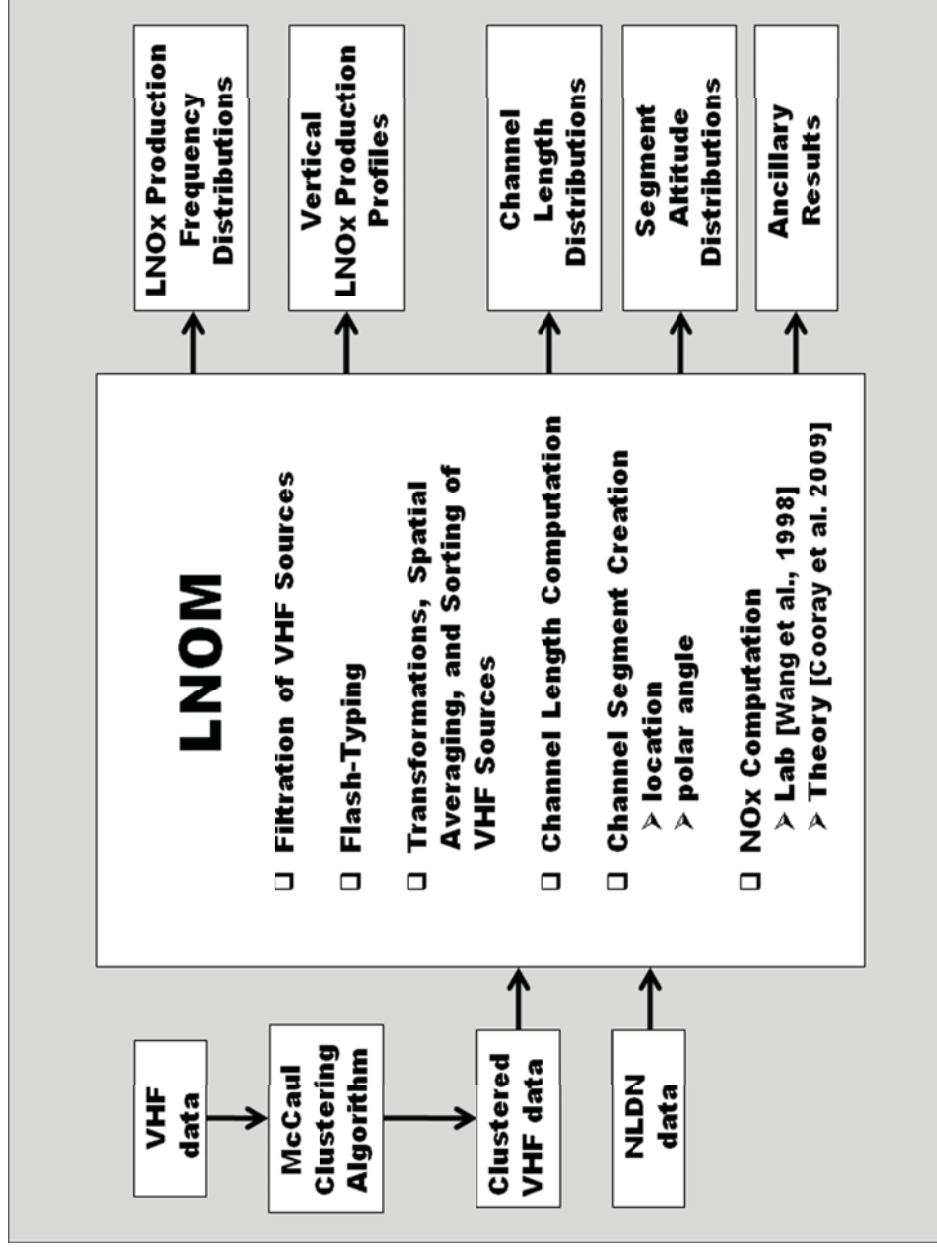 VHF
data
McCaul
Clustering
Algorithm
Clustered
VHF data
NLDN
data
LNOM
❑ Filtration of VHF Sources
❑ Flash-Typing
❑ Transformations, Spatial
Averaging, and Sorting of
VHF Sources
❑ Channel Length Computation
❑ Channel Segment Creation
➢ location
➢ polar angle
❑ NOx Computation
➢ Lab [Wang et al., 1998]
➢ Theory [Cooray et al. 2009]
LNOx Production
Frequency
Distributions
Vertical
LNOx Production
Profiles
Channel
Length
Distributions
Segment
Altitude
Distributions
Ancillary
Results